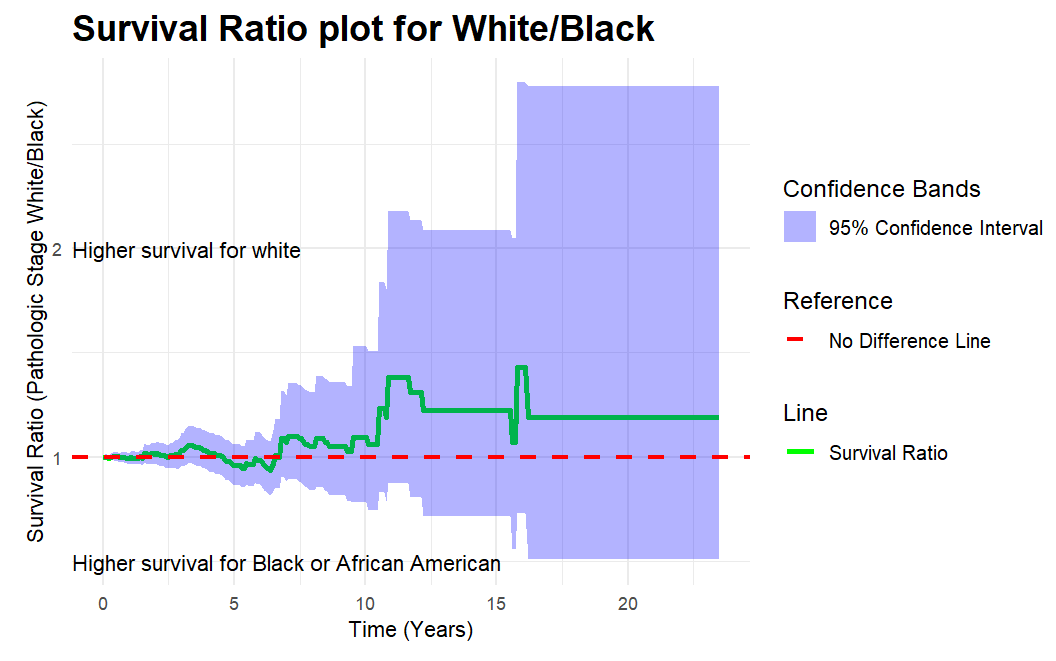 Survival Ratio plot for White/Black
Survival Ratio (Pathologic Stage White/Black)
2
1
Higher survival for white
Higher survival for Black or African American
0
5
10
15
20
Time (Years)
Confidence Bands
95% Confidence Interval
Reference
No Difference Line
Line
Survival Ratio